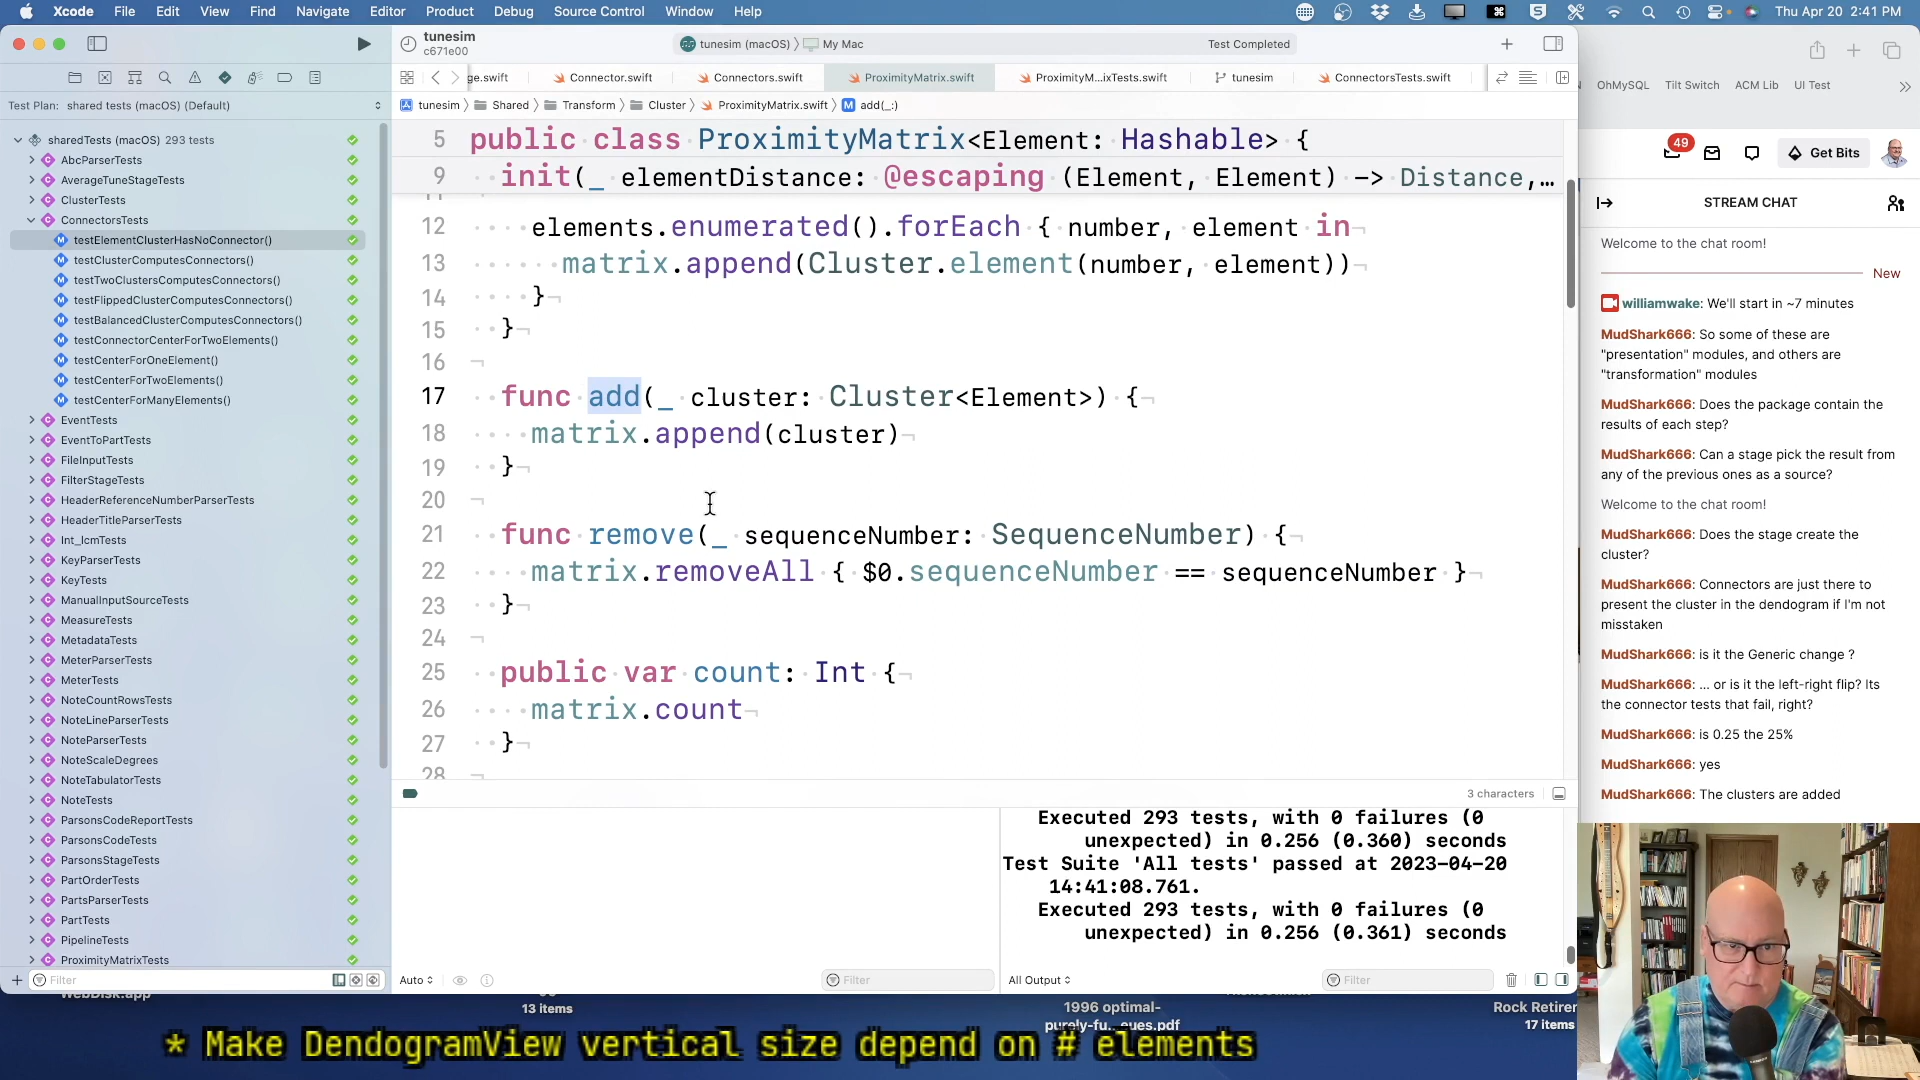 Xcode File Edit View Find Navigate Editor Product Debug Source Control Window Help
Thu Apr 20 2:41 PM
tunesim
c671e00
tunesim (macOS) My Mac
Test Completed
ge.swift Connector.swift Connectors.swift ProximityMatrix.swift ProximityM...ixTests.swift tunesim ConnectorsTests.swift
Test Plan: shared tests (macOS) (Default)
tunesim Shared Transform Cluster ProximityMatrix.swift add(_:)
sharedTests (macOS) 293 tests
AbcParserTests
AverageTuneStageTests
ClusterTests
ConnectorsTests
testElementClusterHasNoConnector()
testClusterComputesConnectors()
testTwoClustersComputesConnectors()
testFlippedClusterComputesConnectors()
testBalancedClusterComputesConnectors()
testConnectorCenterForTwoElements()
testCenterForOneElement()
testCenterForTwoElements()
testCenterForManyElements()
EventTests
EventToPartTests
FileInputTests
FilterStageTests
HeaderReferenceNumberParserTests
HeaderTitleParserTests
Int_IcmTests
KeyParserTests
KeyTests
ManualInputSourceTests
MeasureTests
MetadataTests
MeterParserTests
MeterTests
NoteCountRowsTests
NoteLineParserTests
NoteParserTests
NoteScaleDegrees
NoteTabulatorTests
NoteTests
ParsonsCodeReportTests
ParsonsCodeTests
ParsonsStageTests
PartOrderTests
PartsParserTests
PartTests
PipelineTests
ProximityMatrixTests
Filter
5 public class ProximityMatrix<Element: Hashable> {
9 init(_ elementDistance: @escaping (Element, Element) -> Distance,…
11
12 elements.enumerated().forEach { number, element in
13 matrix.append(Cluster.element(number, element))
14 }
15 }
16
17 func add(_ cluster: Cluster<Element>) {
18 matrix.append(cluster)
19 }
20
21 func remove(_ sequenceNumber: SequenceNumber) {
22 matrix.removeAll { $0.sequenceNumber == sequenceNumber }
23 }
24
25 public var count: Int {
26 matrix.count
27 }
28
3 characters
Executed 293 tests, with 0 failures (0
unexpected) in 0.256 (0.360) seconds
Test Suite 'All tests' passed at 2023-04-20
14:41:08.761.
Executed 293 tests, with 0 failures (0
unexpected) in 0.256 (0.361) seconds
Auto Filter All Output Filter
OhMySQL Tilt Switch ACM Lib UI Test
49
Get Bits
STREAM CHAT
Welcome to the chat room!
New
williamwake: We'll start in ~7 minutes
MudShark666: So some of these are
"presentation" modules, and others are
"transformation" modules
MudShark666: Does the package contain the
results of each step?
MudShark666: Can a stage pick the result from
any of the previous ones as a source?
Welcome to the chat room!
MudShark666: Does the stage create the
cluster?
MudShark666: Connectors are just there to
present the cluster in the dendogram if I'm not
misstaken
MudShark666: is it the Generic change ?
MudShark666: ... or is it the left-right flip? Its
the connector tests that fail, right?
MudShark666: is 0.25 the 25%
MudShark666: yes
MudShark666: The clusters are added
WebDisk.app
13 items
1996 optimal-
purely-fu...eues.pdf
Rock Retirer
17 items
* Make DendogramView vertical size depend on # elements